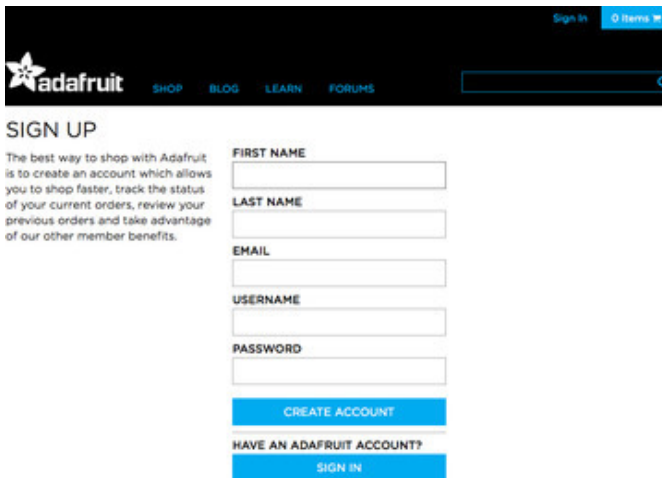 Sign In
0 Items
adafruit
SHOP BLOG LEARN FORUMS
SIGN UP
The best way to shop with Adafruit
is to create an account which allows
you to shop faster, track the status
of your current orders, review your
previous orders and take advantage
of our other member benefits.
FIRST NAME
LAST NAME
EMAIL
USERNAME
PASSWORD
CREATE ACCOUNT
HAVE AN ADAFRUIT ACCOUNT?
SIGN IN